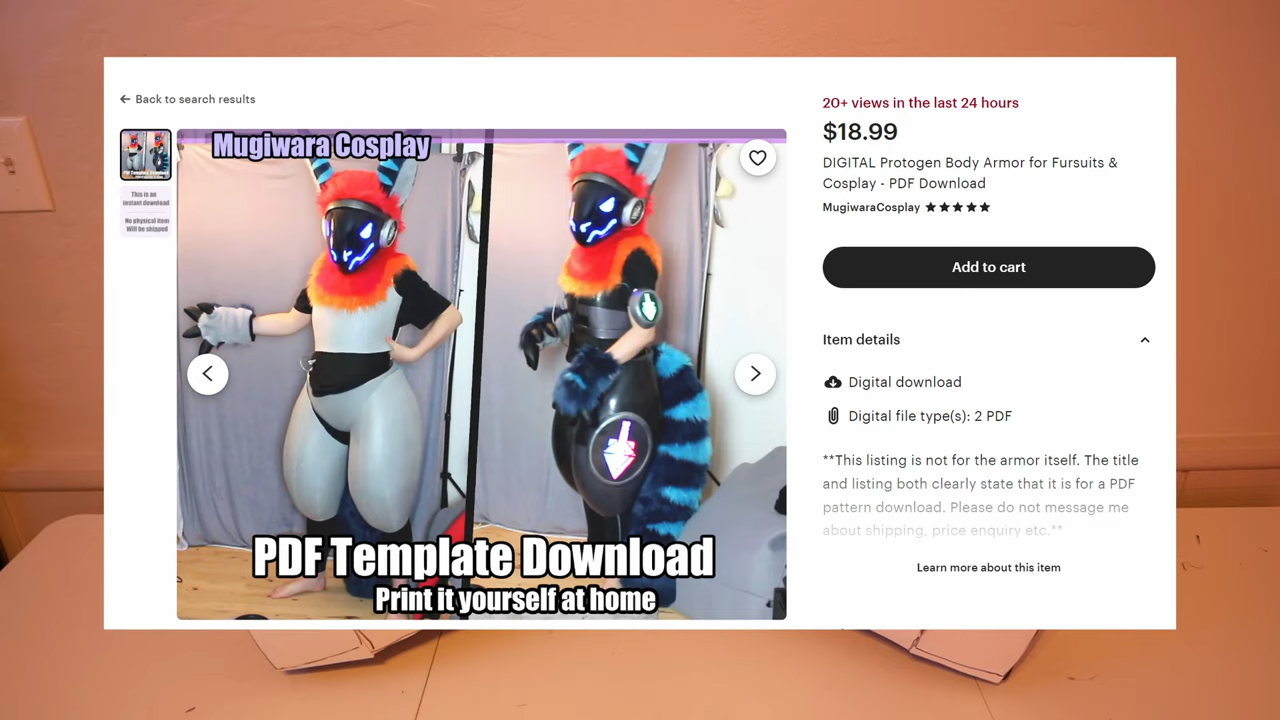 Back to search results
Mugiwara Cosplay
PDF Template Download
Print it yourself at home
PDF Template Download
This is an
instant download
No physical item
Will be shipped
20+ views in the last 24 hours
$18.99
DIGITAL Protogen Body Armor for Fursuits &
Cosplay - PDF Download
MugiwaraCosplay
Add to cart
Item details
Digital download
Digital file type(s): 2 PDF
**This listing is not for the armor itself. The title
and listing both clearly state that it is for a PDF
pattern download. Please do not message me
about shipping, price enquiry etc.**
Learn more about this item